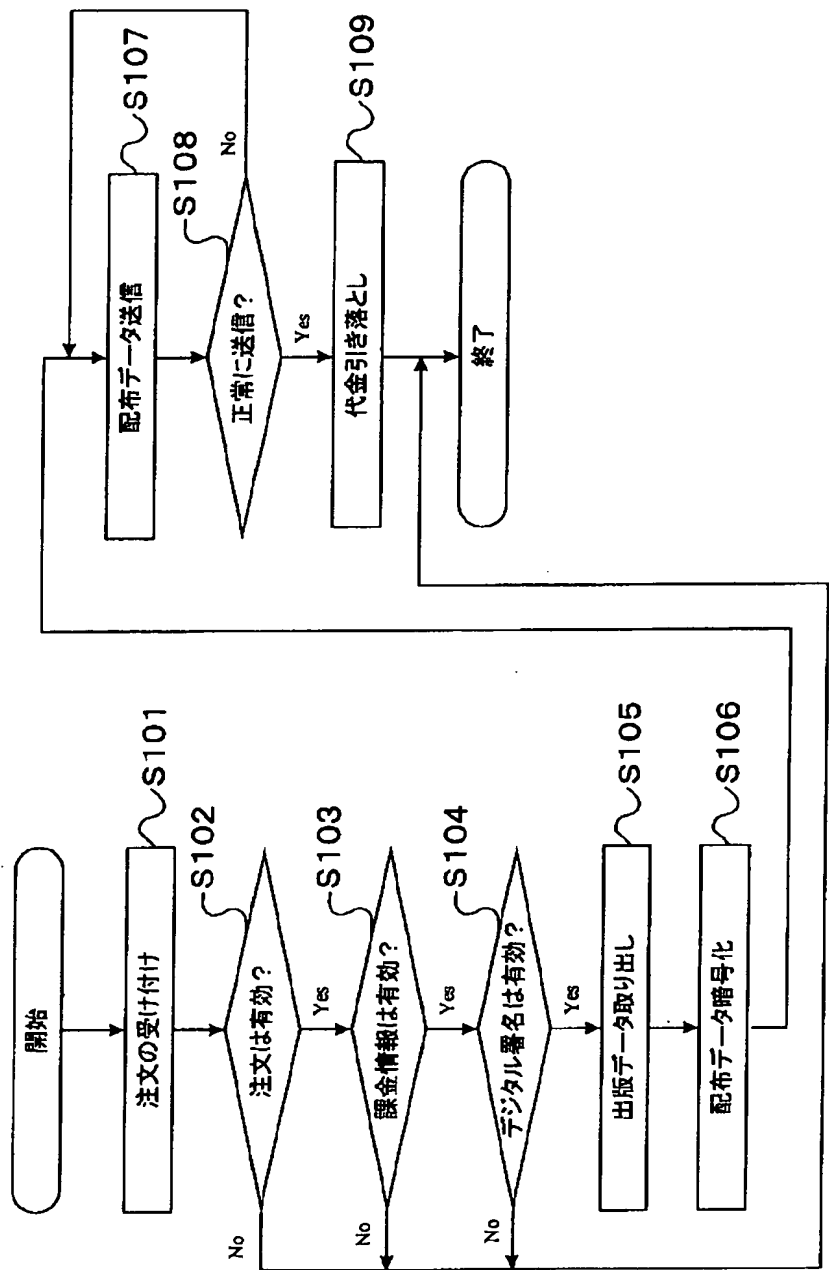 開始
注文の受け付け
S101
注文は有効?
S102
No
Yes
課金情報は有効?
S103
No
Yes
デジタル署名は有効?
S104
No
Yes
出版データ取り出し
S105
配布データ暗号化
S106
配布データ送信
S107
正常に送信?
S108
No
Yes
代金引き落とし
S109
終了